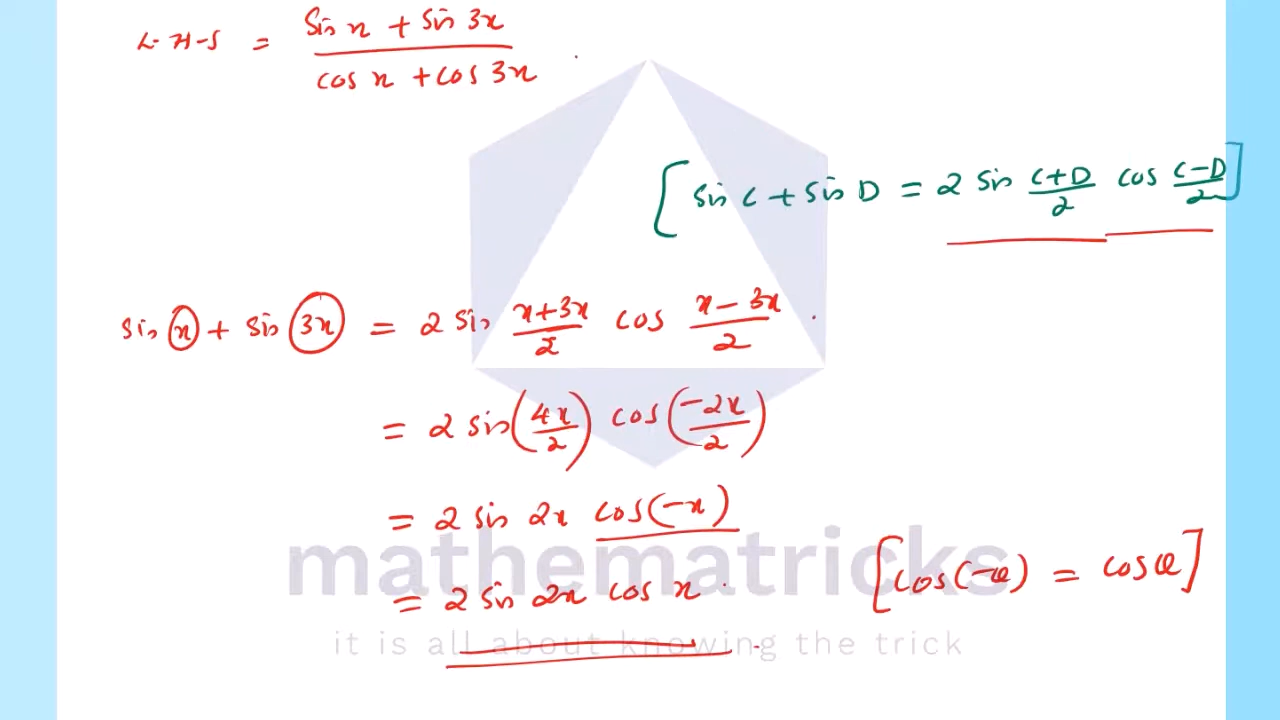 L-H-S = (sin x + sin 3x) / (cos x + cos 3x)
[sin C + sin D = 2 sin (C+D)/2 cos (C-D)/2]
sin x + sin 3x = 2 sin (x+3x)/2 cos (x-3x)/2
= 2 sin(4x/2) cos(-2x/2)
= 2 sin 2x cos(-x)
[cos(-θ) = cos θ]
= 2 sin 2x cos x
mathematricks
it is all about knowing the trick